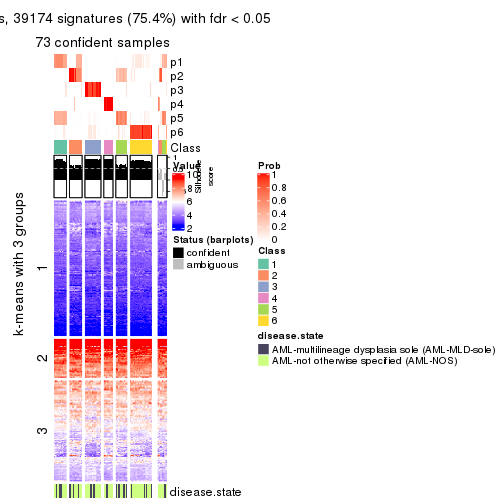 s, 39174 signatures (75.4%) with fdr < 0.05
73 confident samples
p1
p2
p3
p4
p5
p6
Class
1
0.5
Silhouette
score
Value
10
8
6
4
2
Status (barplots)
confident
ambiguous
Prob
1
0.8
0.6
0.4
0.2
0
Class
1
2
3
4
5
6
disease.state
AML-multilineage dysplasia sole (AML-MLD-sole)
AML-not otherwise specified (AML-NOS)
k-means with 3 groups
1
2
3
disease.state